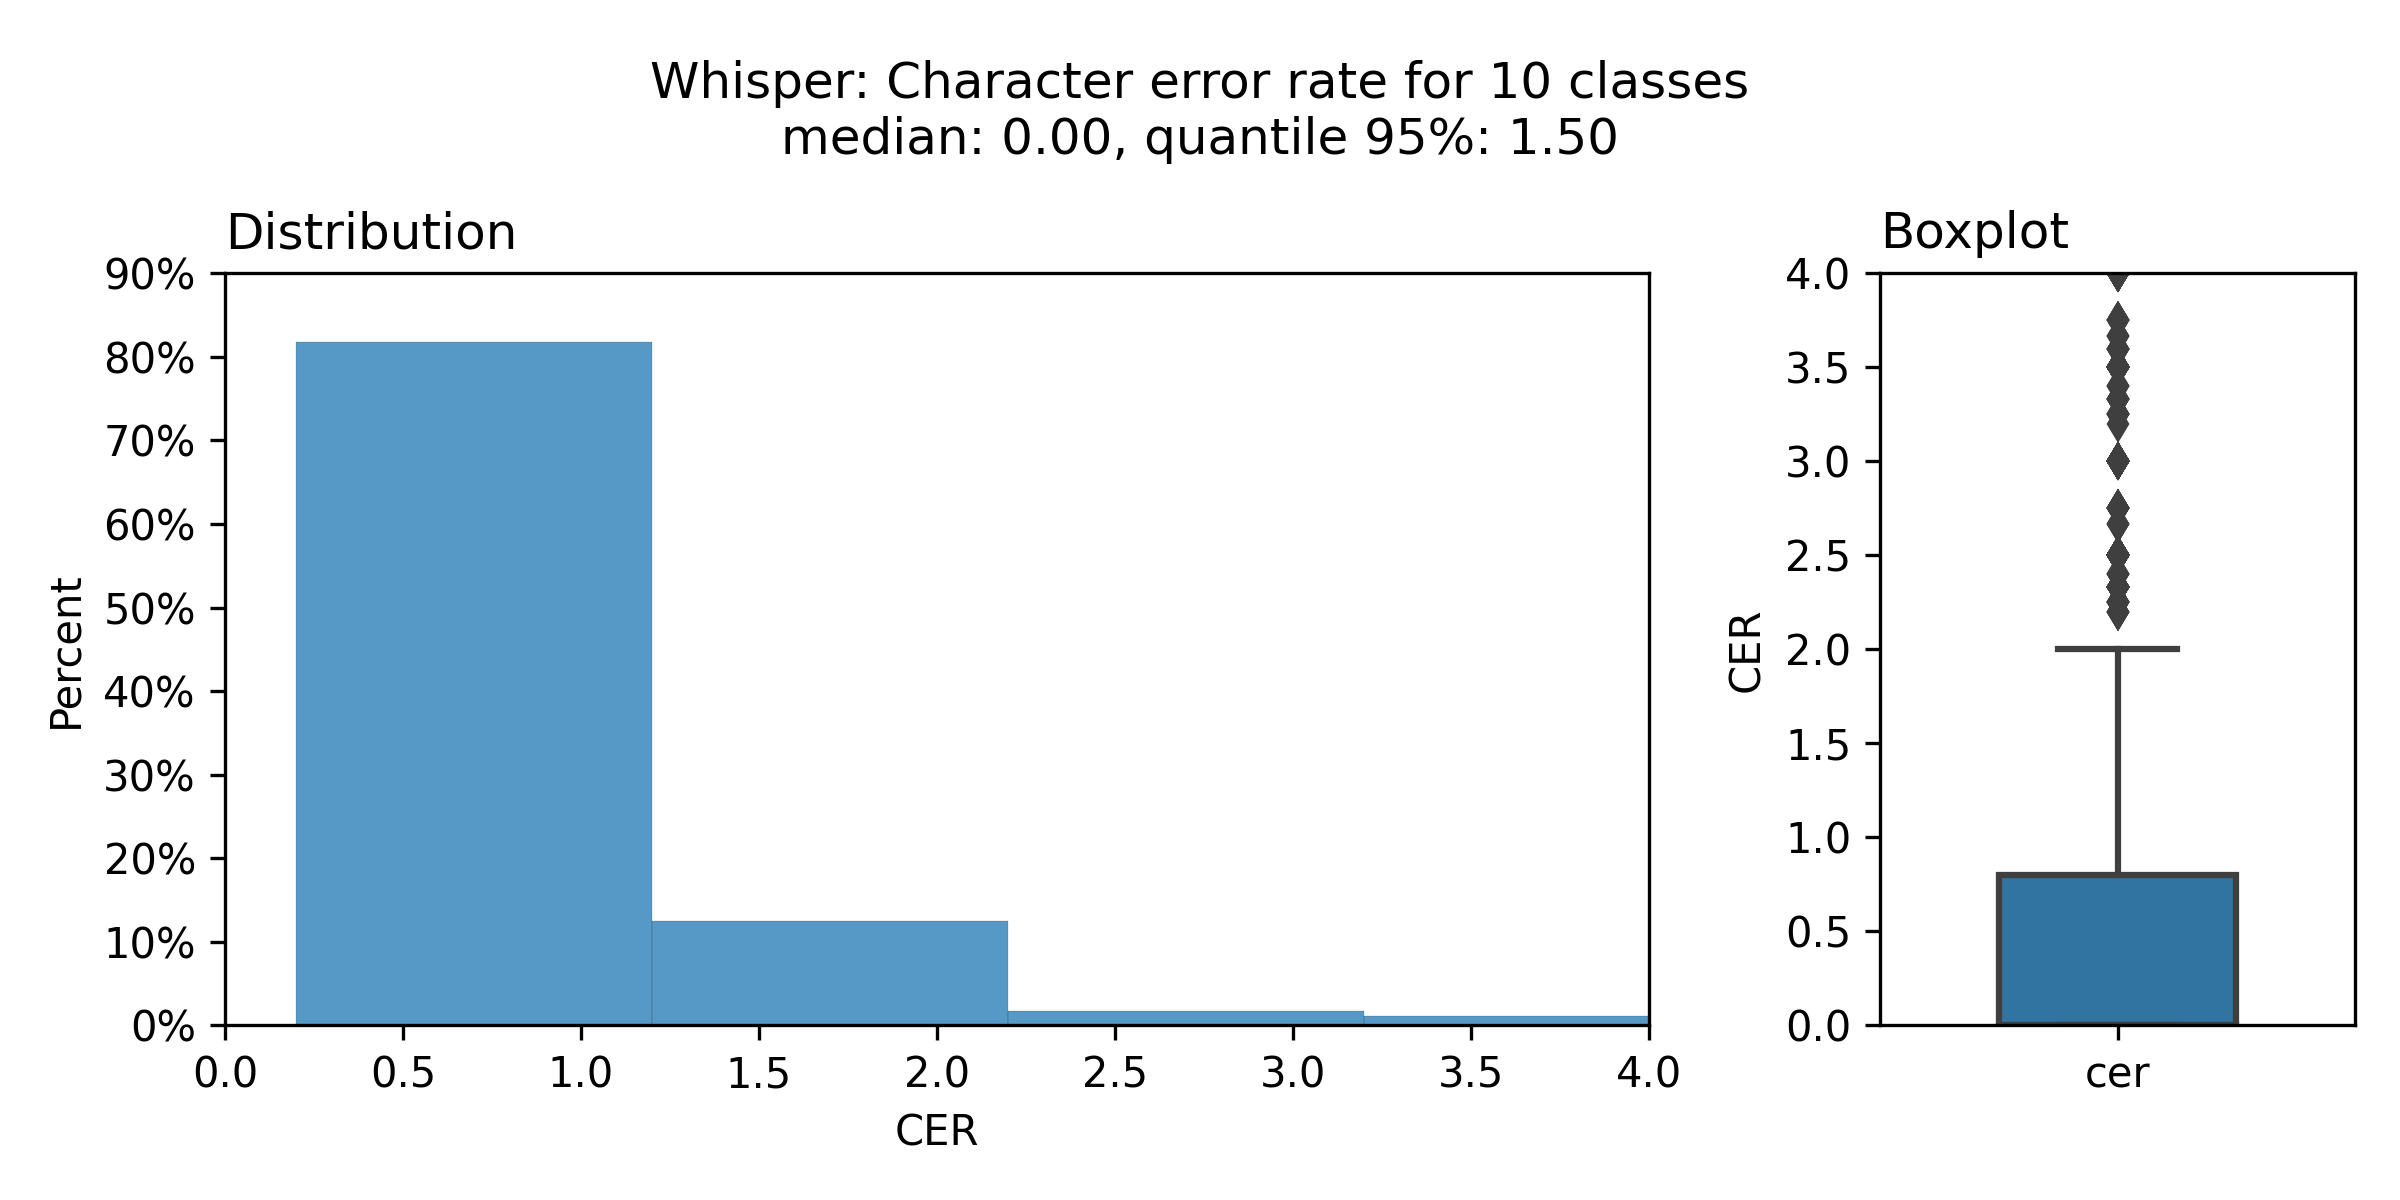 Whisper: Character error rate for 10 classes
median: 0.00, quantile 95%: 1.50
Distribution
90%
80%
70%
60%
50%
40%
30%
20%
10%
0%
Percent
0.0 0.5 1.0 1.5 2.0 2.5 3.0 3.5 4.0
CER
Boxplot
4.0
3.5
3.0
2.5
2.0
1.5
1.0
0.5
0.0
CER
cer